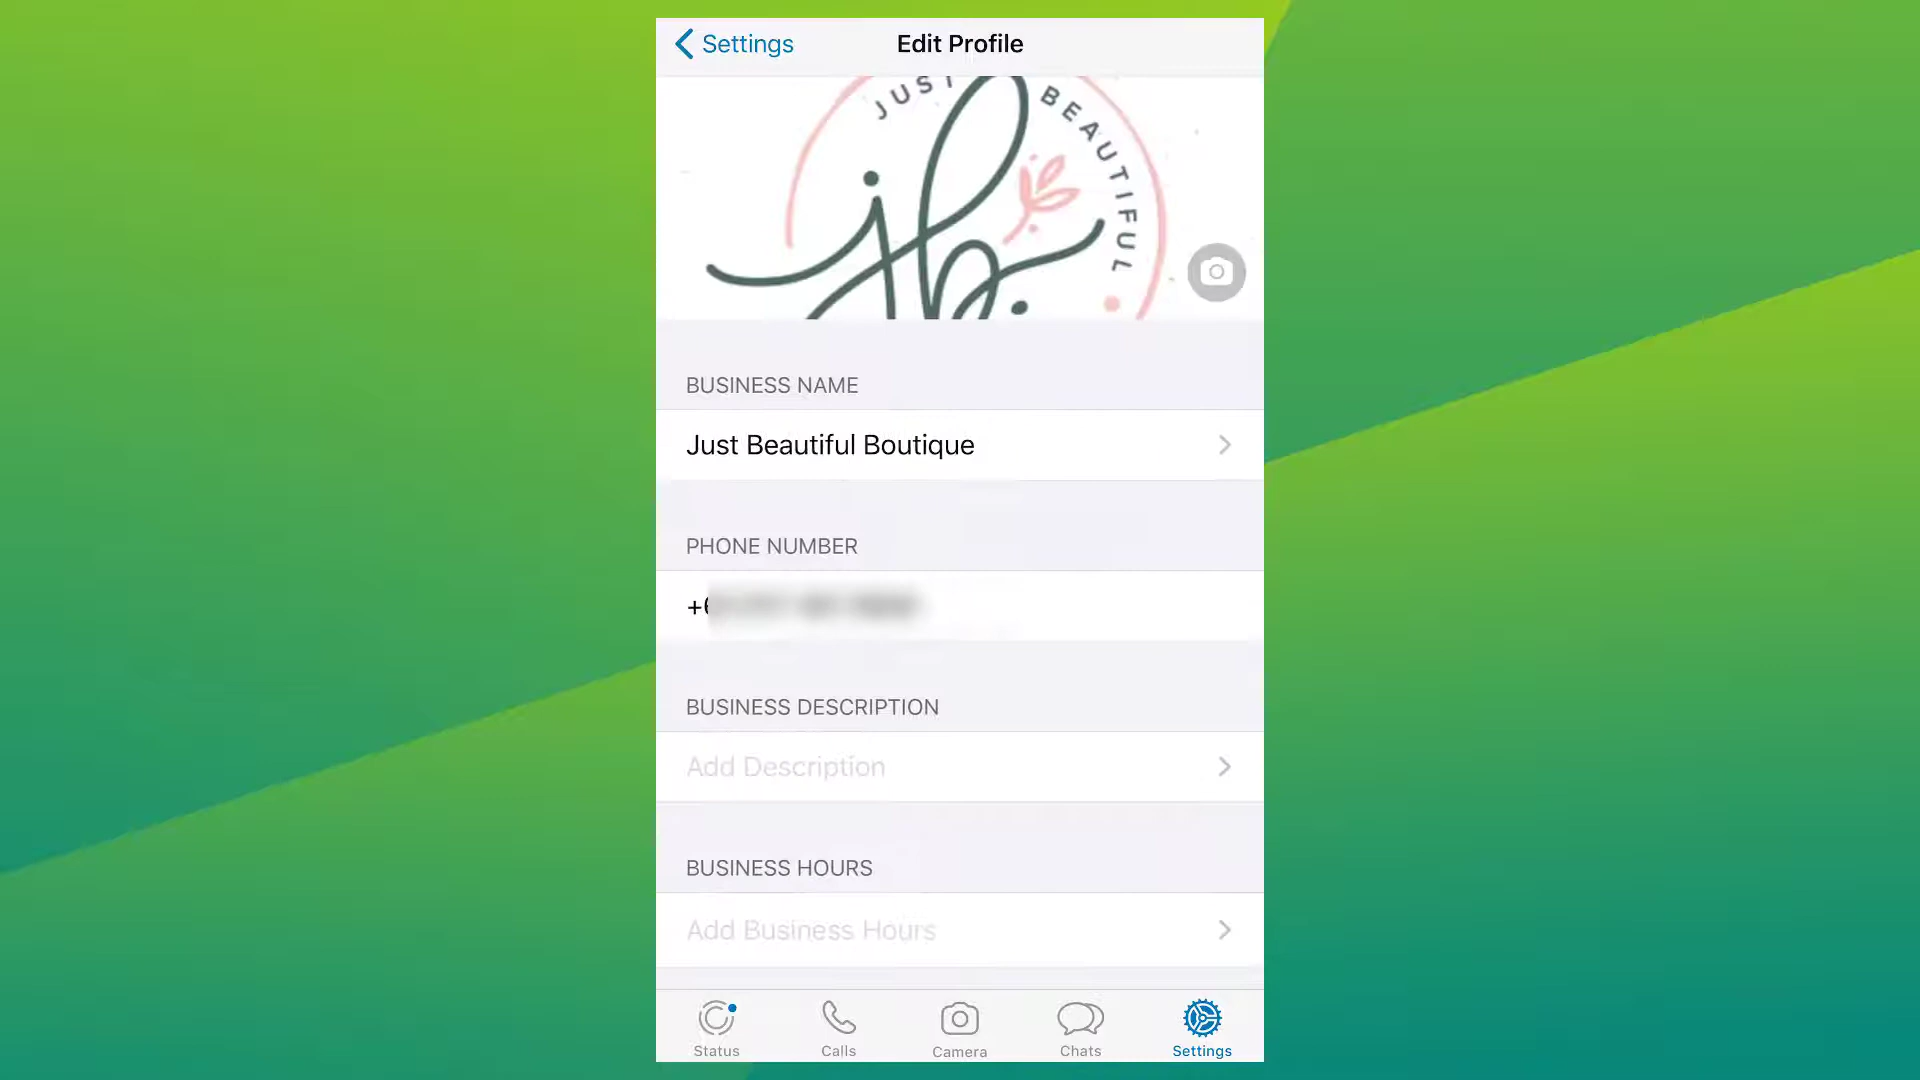 Settings
Edit Profile
JUST BEAUTIFUL
jb.
BUSINESS NAME
Just Beautiful Boutique
PHONE NUMBER
BUSINESS DESCRIPTION
Add Description
BUSINESS HOURS
Add Business Hours
Status
Calls
Camera
Chats
Settings